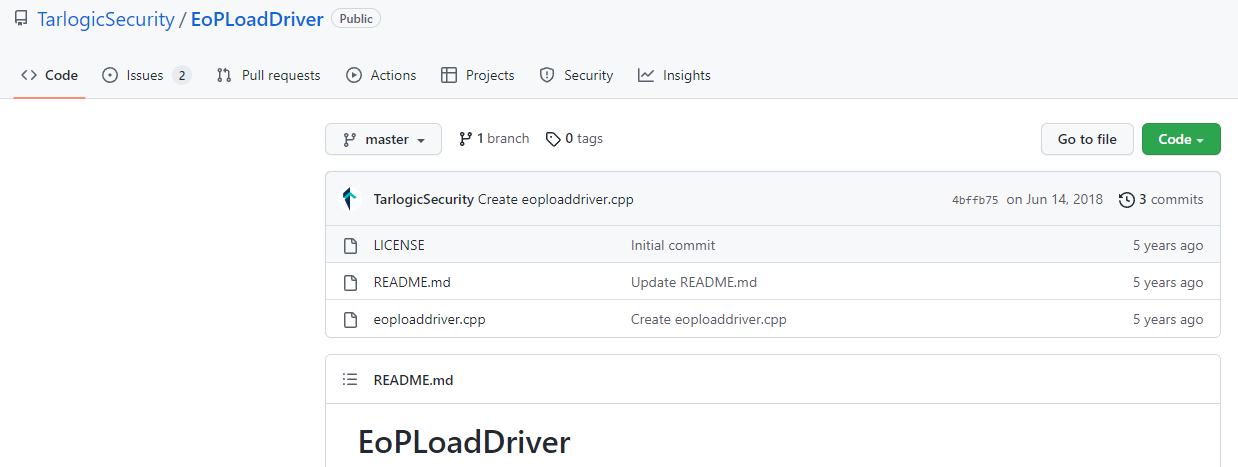 TarlogicSecurity / EoPLoadDriver Public
Code Issues 2 Pull requests Actions Projects Security Insights
master 1 branch 0 tags Go to file Code
TarlogicSecurity Create eoploaddriver.cpp 4bffb75 on Jun 14, 2018 3 commits
LICENSE Initial commit 5 years ago
README.md Update README.md 5 years ago
eoploaddriver.cpp Create eoploaddriver.cpp 5 years ago
README.md
EoPLoadDriver